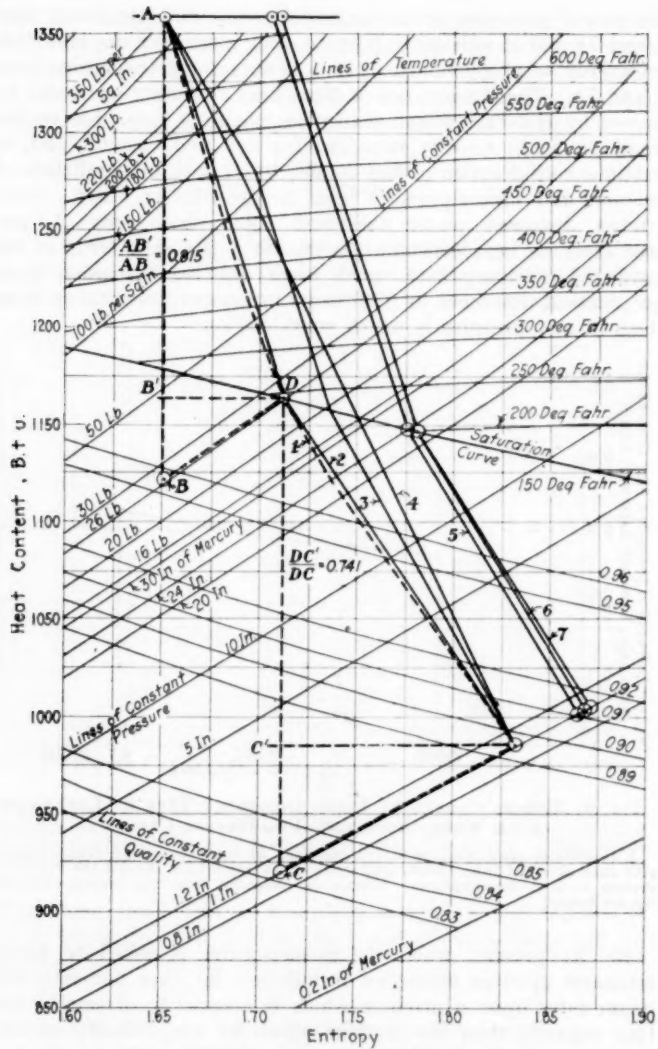 A
1350
1300
1250
1200
1150
1100
1050
1000
950
900
850
Heat Content, B.t.u.
1.60
1.65
1.70
1.75
1.80
1.85
1.90
Entropy
350 Lb per
Sq In.
300 Lb.
220 Lb
200 Lb
180 Lb
150 Lb
100 Lb per Sq In.
50 Lb
30 Lb
26 Lb
20 Lb
16 Lb
30 In of Mercury
24 In
20 In
10 In
5 In
1.2 In
1 In
0.8 In
0.2 In of Mercury
Lines of Temperature
Lines of Constant Pressure
600 Deg Fahr
550 Deg. Fahr
500 Deg Fahr
450 Deg Fahr
400 Deg Fahr
350 Deg Fahr
300 Deg Fahr
250 Deg Fahr
200 Deg Fahr
Saturation
Curve
150 Deg Fahr
AB'
AB
=0.815
B'
B
D
DC'
DC
=0.741
C'
C
1
2
3
4
5
6
7
0.96
0.95
0.92
0.91
0.90
0.89
0.85
0.84
0.83
Lines of Constant
Pressure
Lines of Constant
Quality